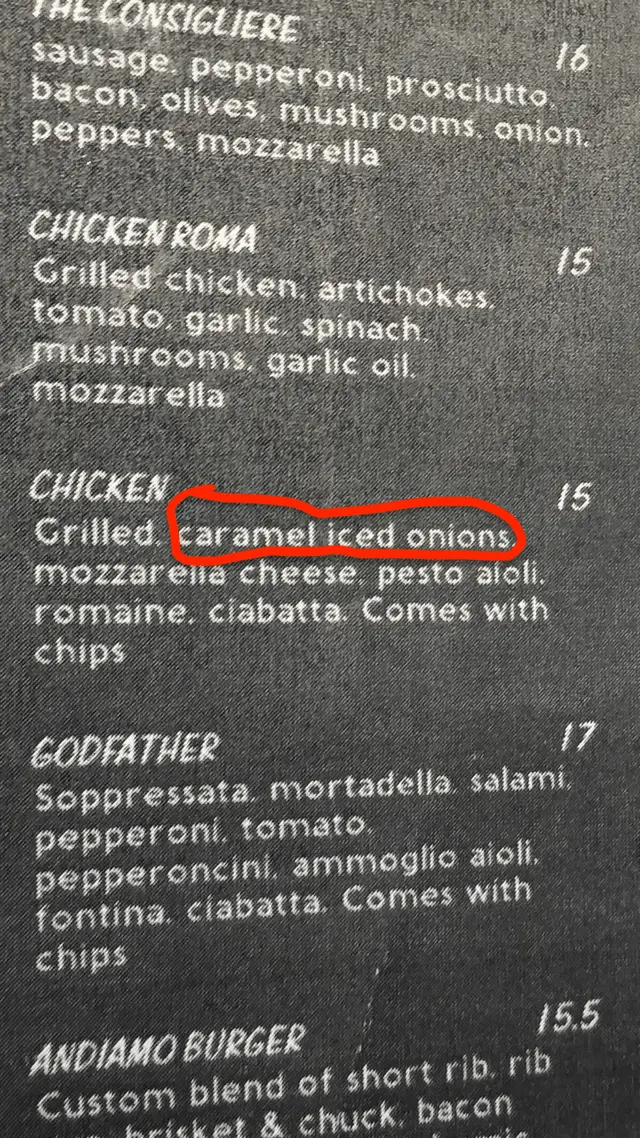 THE CONSIGLIERE
16
sausage, pepperoni, prosciutto,
bacon, olives, mushrooms, onion,
peppers, mozzarella
CHICKEN ROMA
15
Grilled chicken, artichokes,
tomato, garlic, spinach,
mushrooms, garlic oil,
mozzarella
CHICKEN
15
Grilled, caramel iced onions,
mozzarella cheese, pesto aioli,
romaine, ciabatta. Comes with
chips
GODFATHER
17
Soppressata, mortadella, salami,
pepperoni, tomato,
pepperoncini, ammoglio aioli,
fontina, ciabatta. Comes with
chips
ANDIAMO BURGER
15.5
Custom blend of short rib, rib
brisket & chuck, bacon